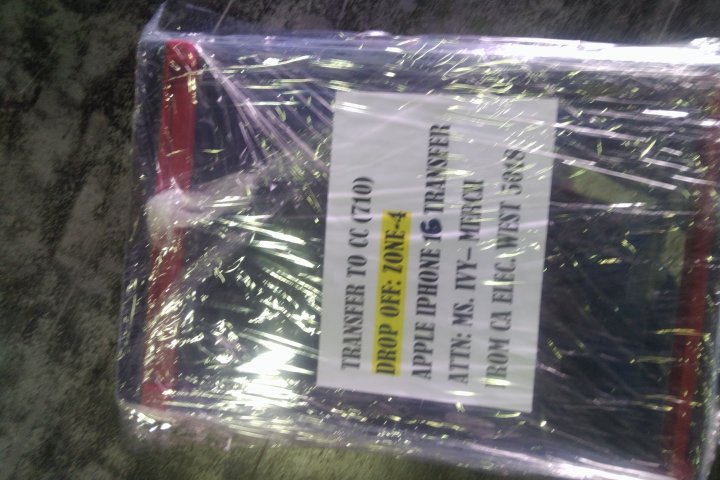 TRANSFER TO CC (710)
DROP OFF: ZONE-4
APPLE IPHONE 16 TRANSFER
ATTN: MS. IVY– MERCH
FROM CA ELEC. WEST 5818